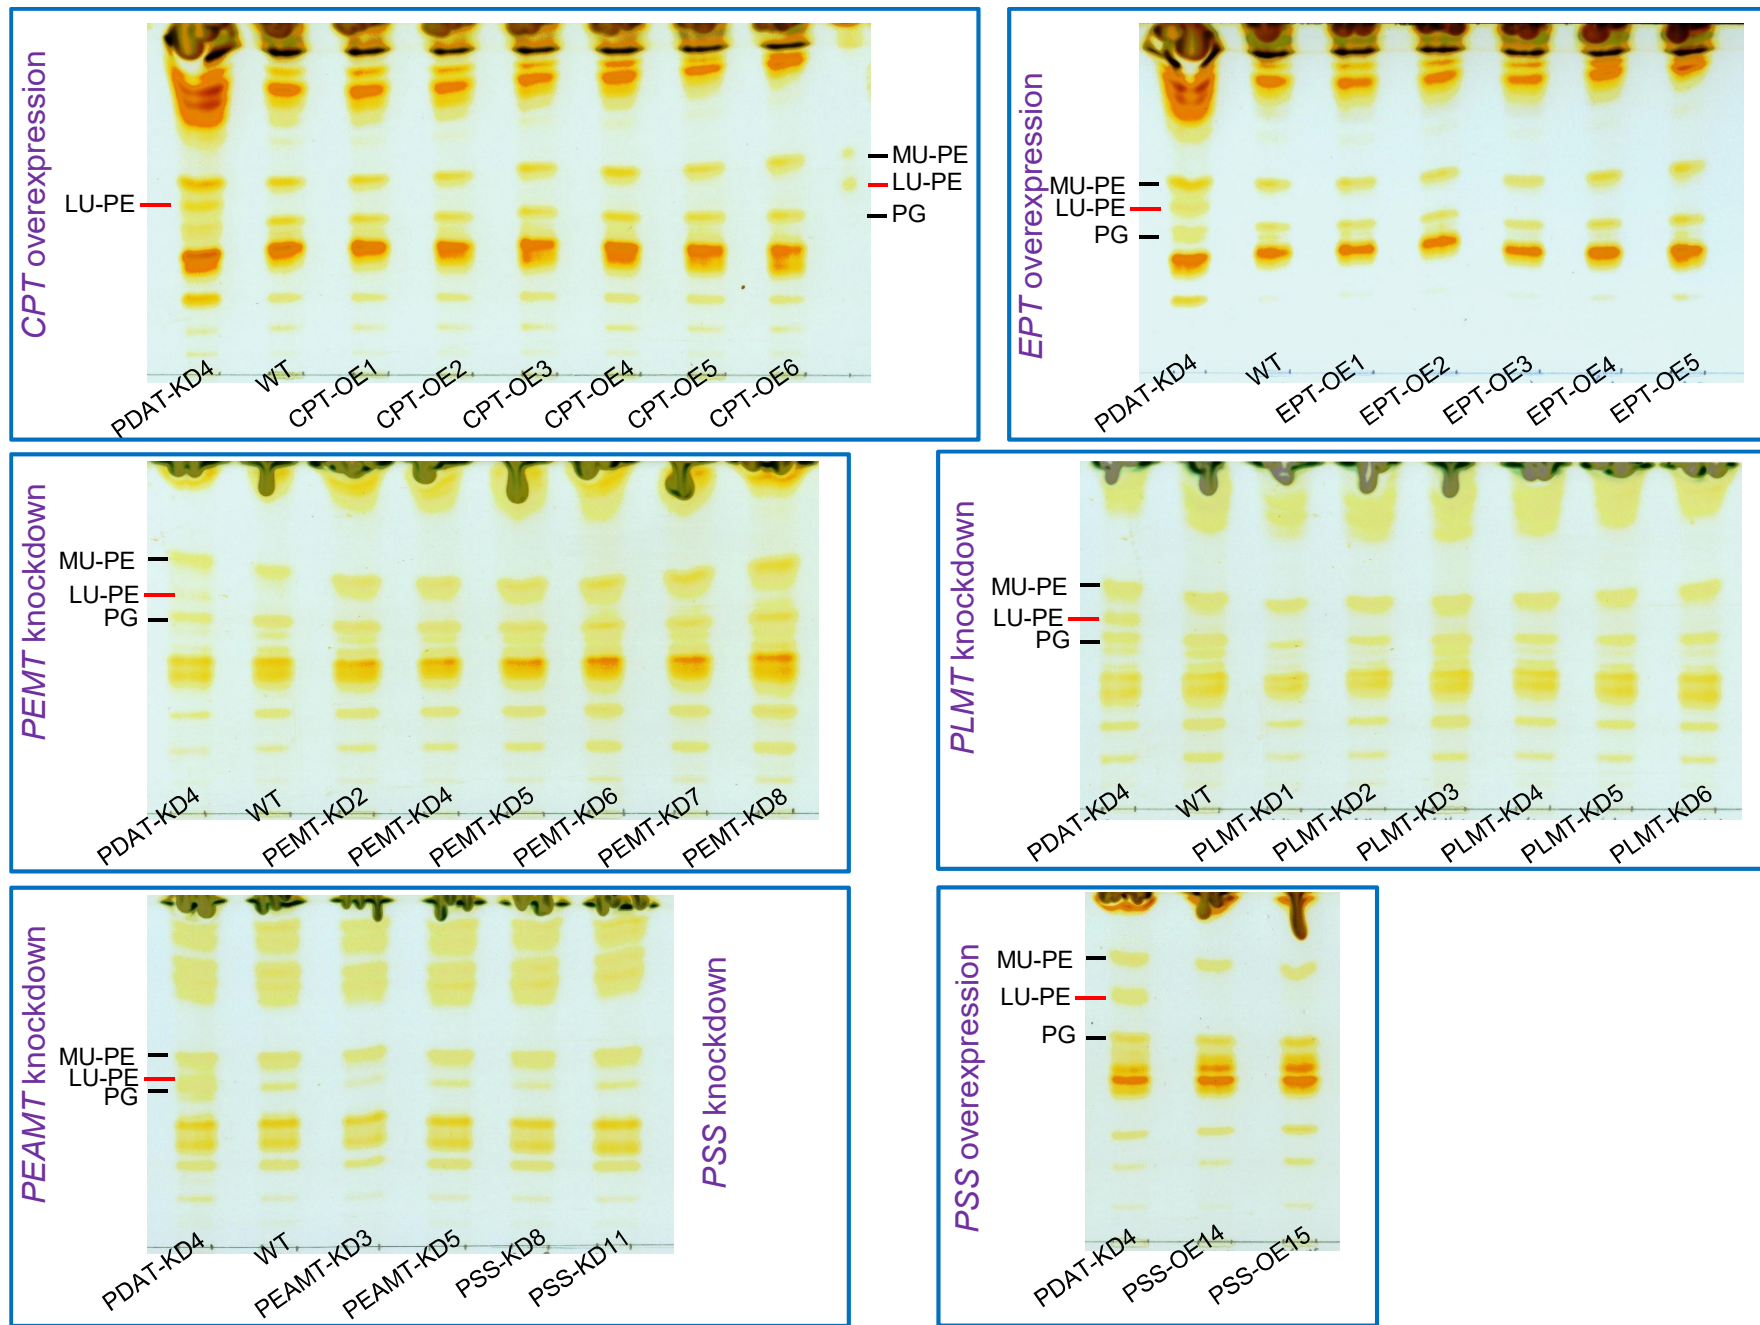 CPT overexpression
LU-PE
MU-PE
LU-PE
PG
PDAT-KD4
WT
CPT-OE1
CPT-OE2
CPT-OE3
CPT-OE4
CPT-OE5
CPT-OE6
EPT overexpression
MU-PE
LU-PE
PG
PDAT-KD4
WT
EPT-OE1
EPT-OE2
EPT-OE3
EPT-OE4
EPT-OE5
PEMT knockdown
MU-PE
LU-PE
PG
PDAT-KD4
WT
PEMT-KD2
PEMT-KD4
PEMT-KD5
PEMT-KD6
PEMT-KD7
PEMT-KD8
PLMT knockdown
MU-PE
LU-PE
PG
PDAT-KD4
WT
PLMT-KD1
PLMT-KD2
PLMT-KD3
PLMT-KD4
PLMT-KD5
PLMT-KD6
PEAMT knockdown
MU-PE
LU-PE
PG
PDAT-KD4
WT
PEAMT-KD3
PEAMT-KD5
PSS-KD8
PSS-KD11
PSS knockdown
PSS overexpression
MU-PE
LU-PE
PG
PDAT-KD4
PSS-OE14
PSS-OE15